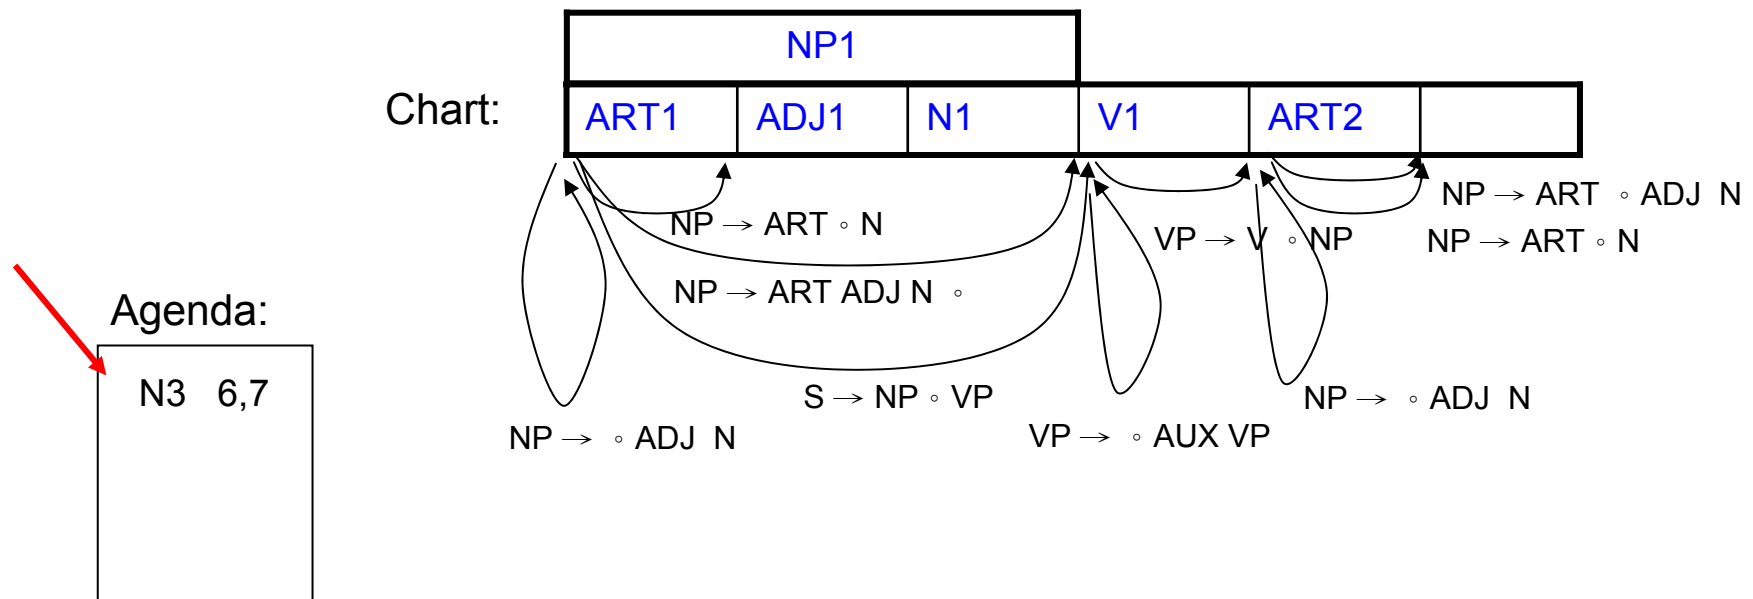 NP1
Chart:
ART1 ADJ1 N1 V1 ART2
NP → ART ◦ ADJ N
NP → ART ◦ N
VP → V ◦ NP
NP → ART ◦ N
NP → ART ADJ N ◦
Agenda:
N3 6,7
S → NP ◦ VP
NP → ◦ ADJ N
NP → ◦ ADJ N
VP → ◦ AUX VP